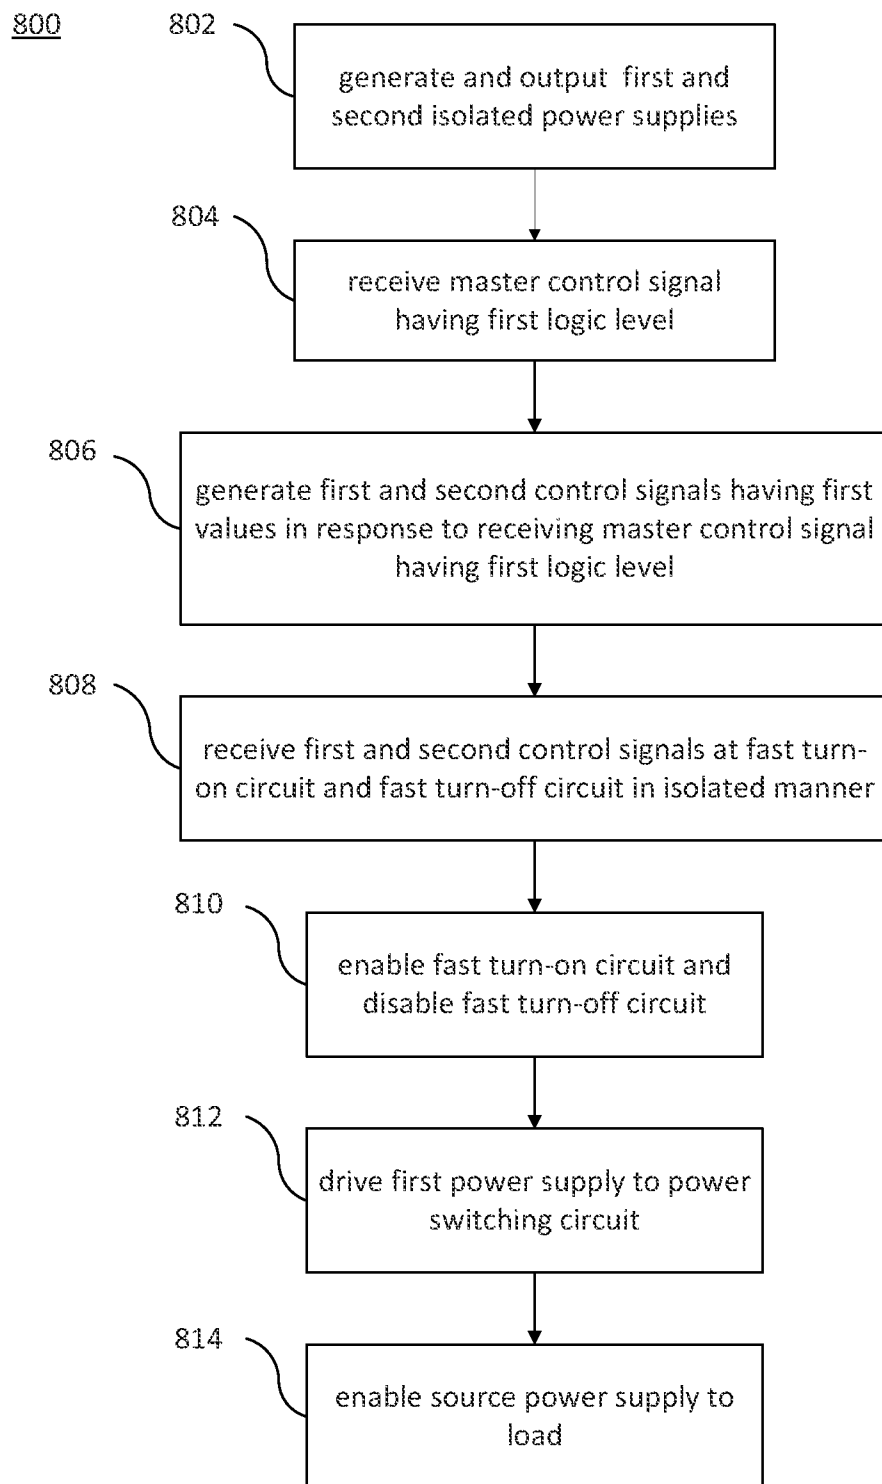 800
802
generate and output first and
second isolated power supplies
804
receive master control signal
having first logic level
806
generate first and second control signals having first
values in response to receiving master control signal
having first logic level
808
receive first and second control signals at fast turn-
on circuit and fast turn-off circuit in isolated manner
810
enable fast turn-on circuit and
disable fast turn-off circuit
812
drive first power supply to power
switching circuit
814
enable source power supply to
load